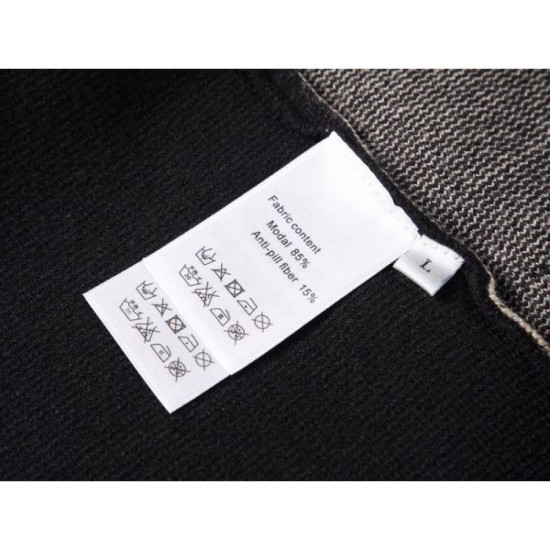 Fabric content
Modal 85%
Anti-pill fiber 15%
L